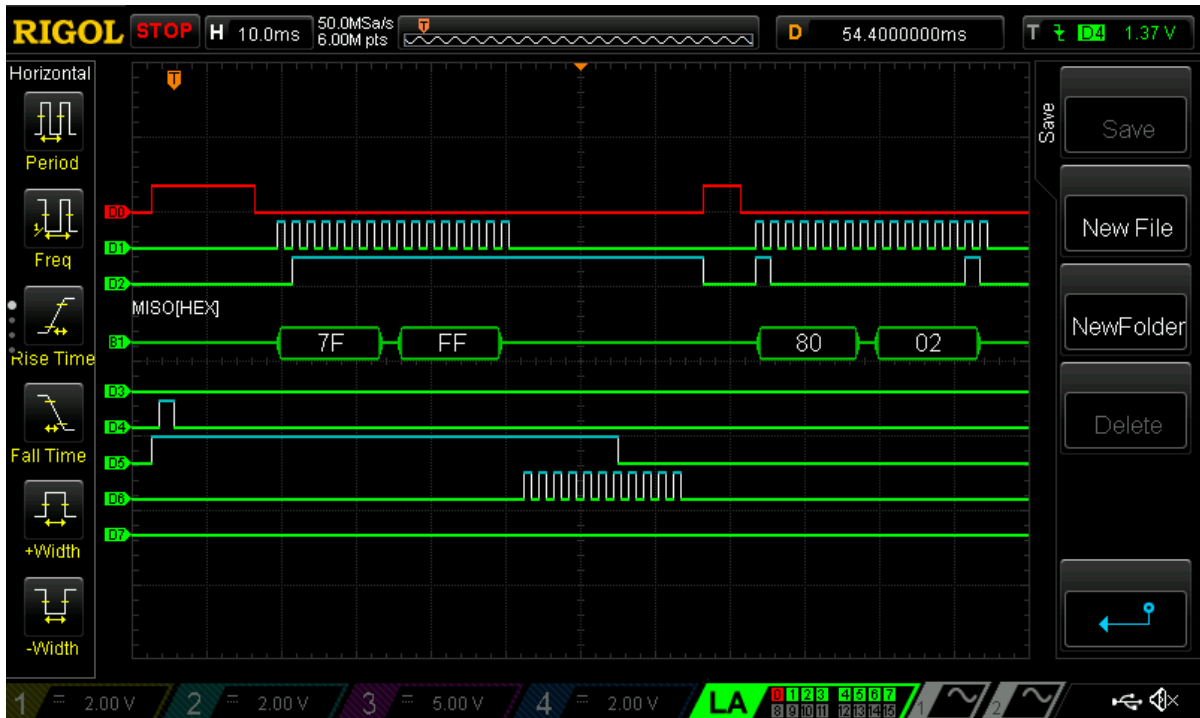 RIGOL STOP H 10.0ms 50.0MSa/s 6.00M pts T D 54.4000000ms T D4 1.37 V
Horizontal
T
Period
Freq
Rise Time
Fall Time
+Width
-Width
D0
D1
D2
MISO[HEX]
B1 7F FF 80 02
D3
D4
D5
D6
D7
Save
Save
New File
NewFolder
Delete
1 = 2.00 V 2 = 2.00 V 3 = 5.00 V 4 = 2.00 V LA 0 1 2 3 4 5 6 7 1 2
8 9 10 11 12 13 14 15